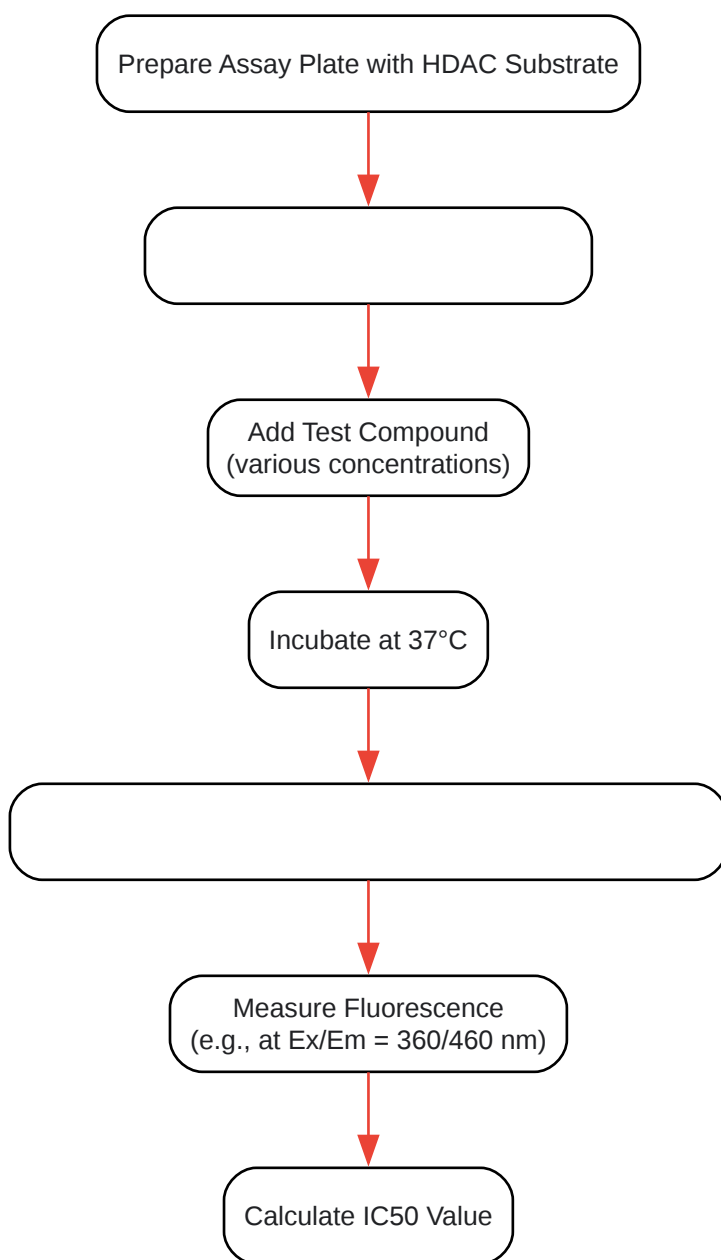 Prepare Assay Plate with HDAC Substrate
Add Test Compound
(various concentrations)
Incubate at 37°C
Measure Fluorescence
(e.g., at Ex/Em = 360/460 nm)
Calculate IC50 Value